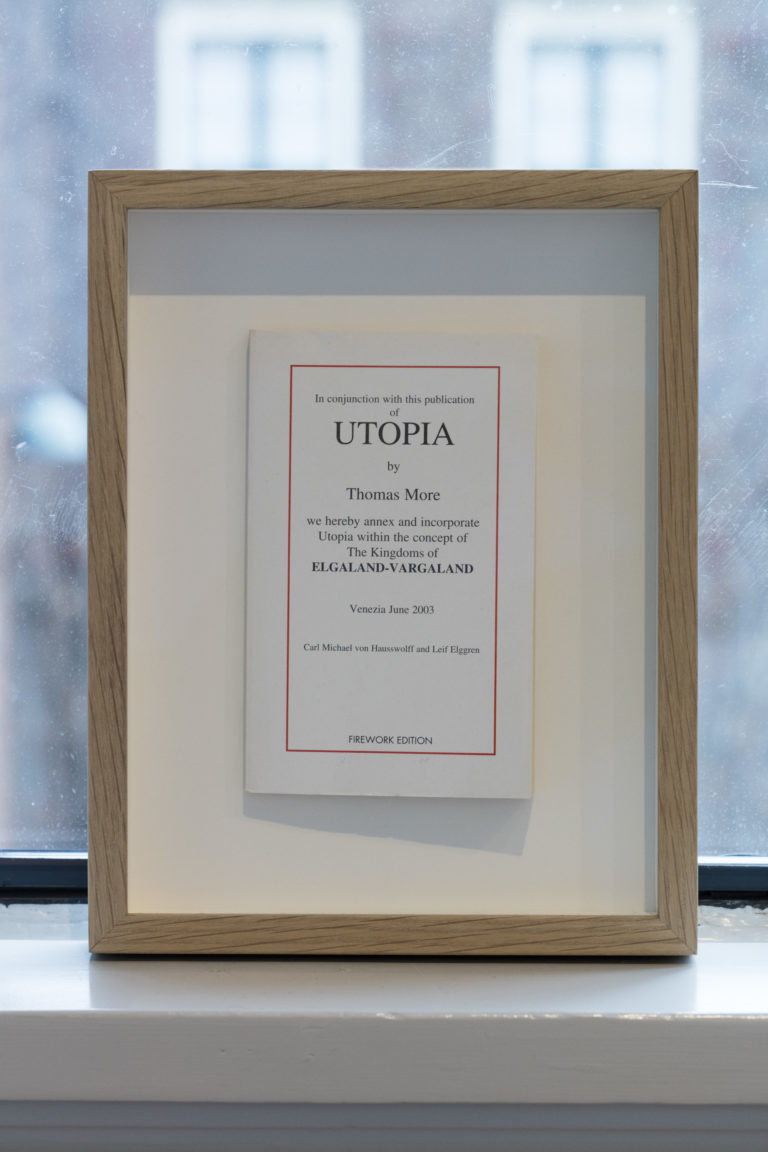 In conjunction with this publication
of
UTOPIA
by
Thomas More
we hereby annex and incorporate
Utopia within the concept of
The Kingdoms of
ELGALAND-VARGALAND
Venezia June 2003
Carl Michael von Hausswolff and Leif Elggren
FIREWORK EDITION